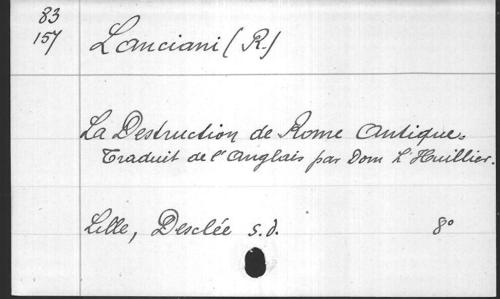 83
157
Lanciani (R.)
La Destruction de Rome Antique.
Traduit de l'Anglais par Dom L'Huillier.
Lille, Desclée s.d. 8°